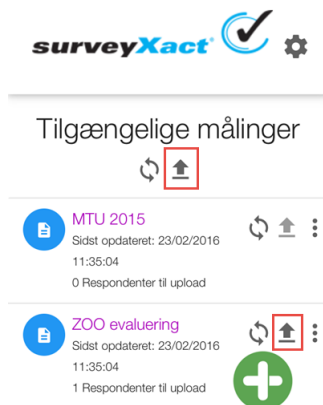 surveyXact
Tilgængelige målinger
MTU 2015
Sidst opdateret: 23/02/2016
11:35:04
0 Respondenter til upload
ZOO evaluering
Sidst opdateret: 23/02/2016
11:35:04
1 Respondenter til upload